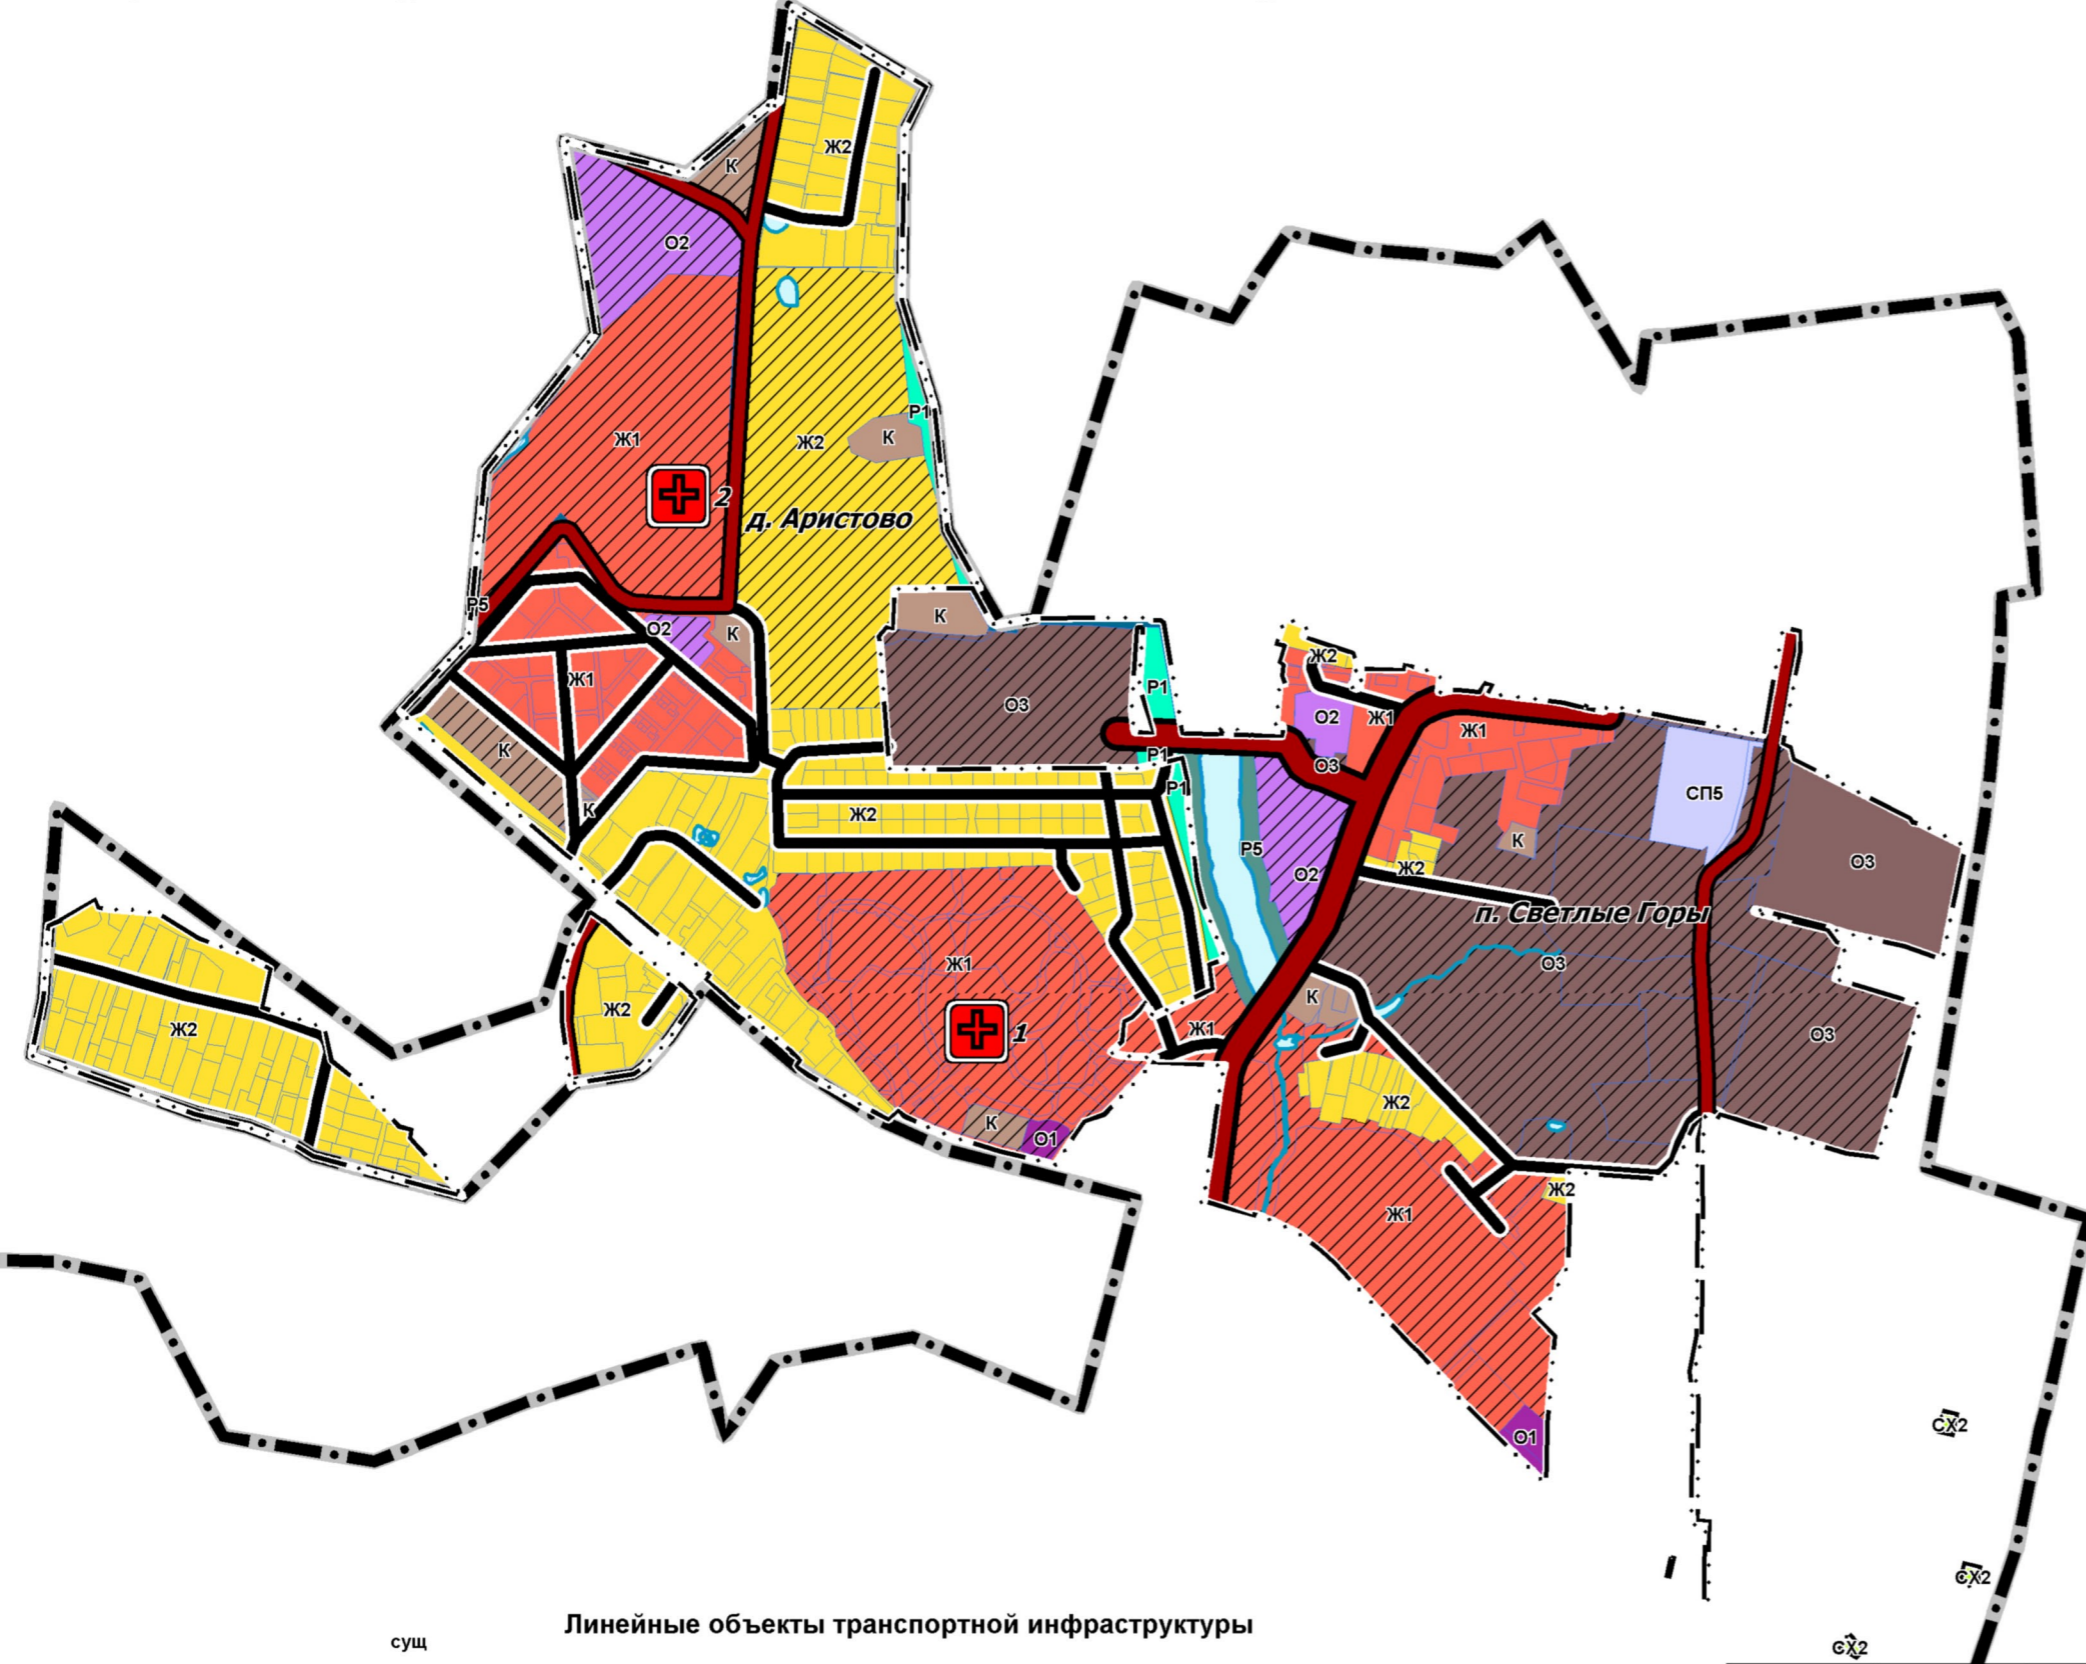 Ж2
К
О2
Р1
К
Ж1
Ж2
2
д. Аристово
Р5
К
О2
К
Ж2
Ж1
Р1
О3
О2
Ж1
Ж1
К
Р1
О3
Р1
СП5
К
Ж2
К
Р5
О3
Ж2
О2
п. Светлые Горы
Ж1
О3
К
Ж2
Ж2
1
Ж1
О3
Ж2
К
О1
Ж2
Ж1
СХ2
О1
СХ2
Линейные объекты транспортной инфраструктуры
сущ
СХ2